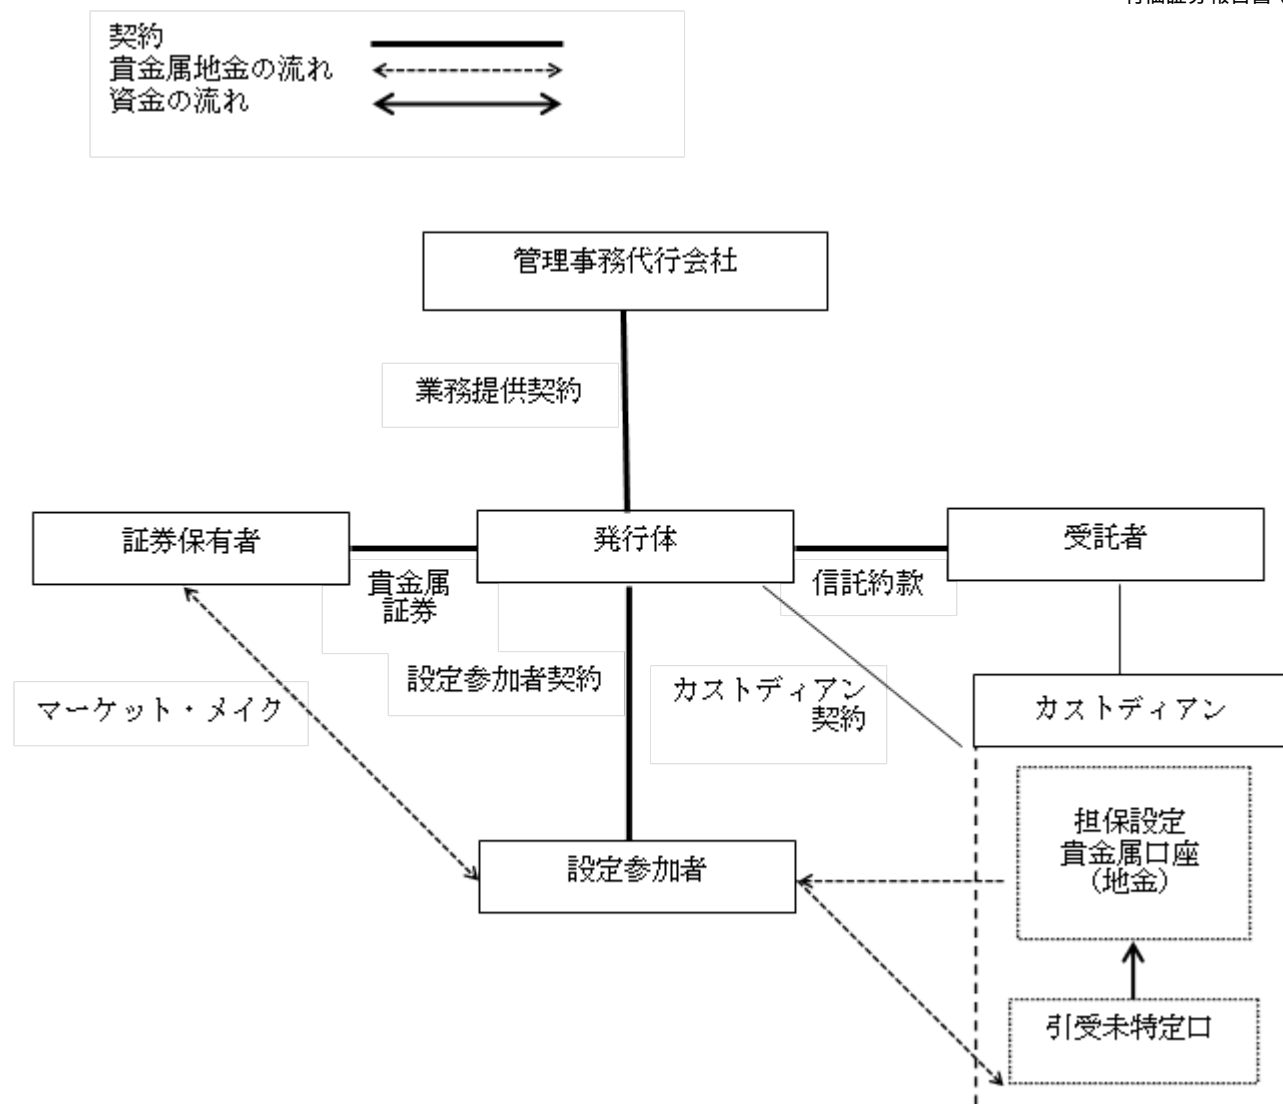 契約
貴金属地金の流れ
資金の流れ
管理事務代行会社
業務提供契約
証券保有者
発行体
受託者
貴金属
証券
信託約款
設定参加者契約
カストディアン
契約
マーケット・メイク
カストディアン
担保設定
貴金属口座
（地金）
設定参加者
引受未特定口